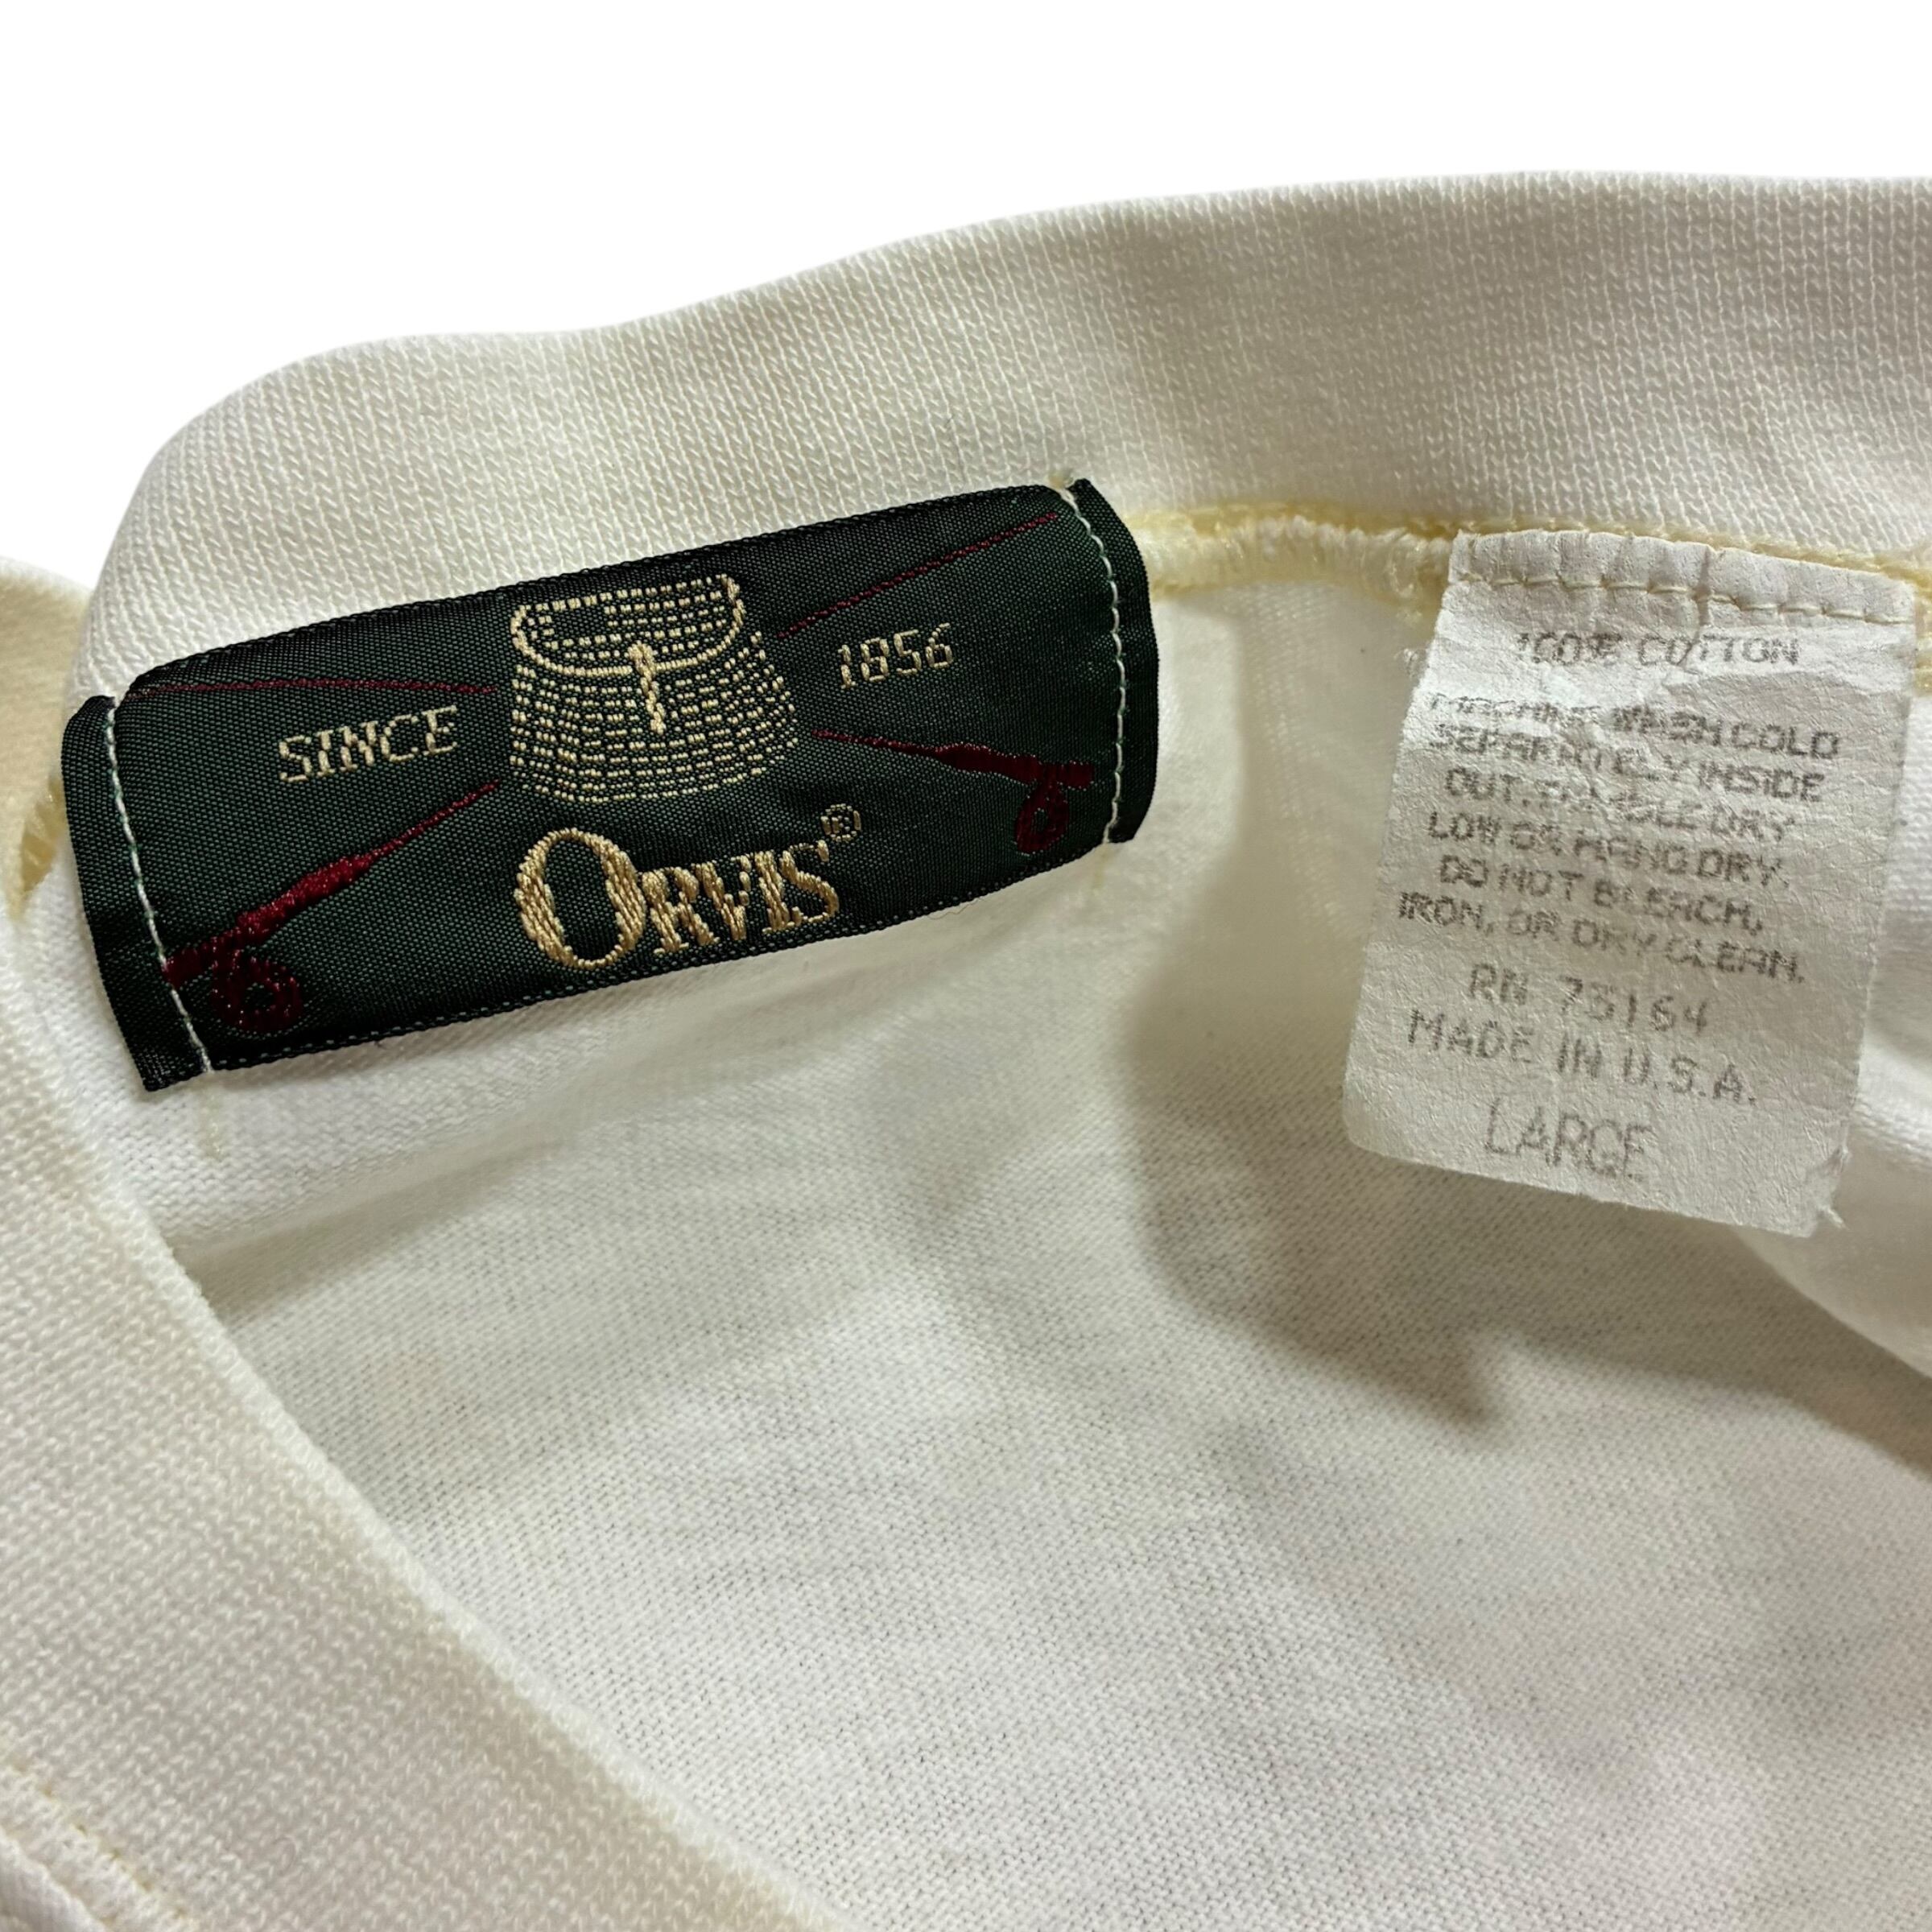 SINCE 1856
ORVIS®
100% COTTON
MACHINE WASH COLD
SEPARATELY INSIDE
OUT. TUMBLE DRY
LOW OR HANG DRY.
DO NOT BLEACH,
IRON, OR DRY CLEAN.
RN 75164
MADE IN U.S.A.
LARGE